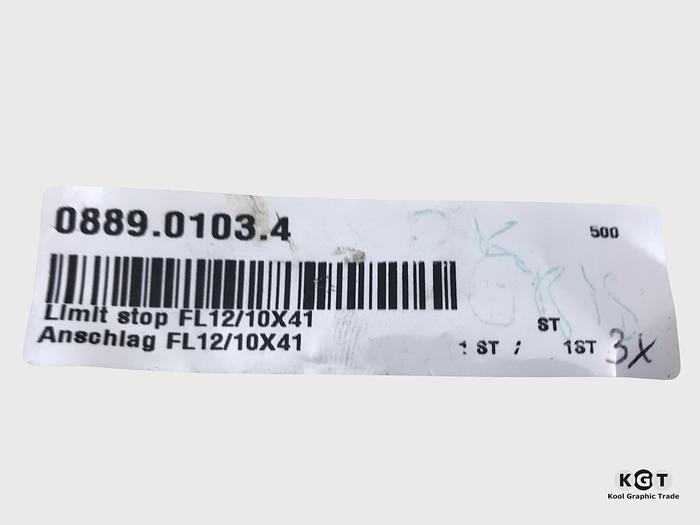 0889.0103.4
500
Limit stop FL12/10X41
ST
Anschlag FL12/10X41
1 ST /
1ST
3x
KGT
Kool Graphic Trade